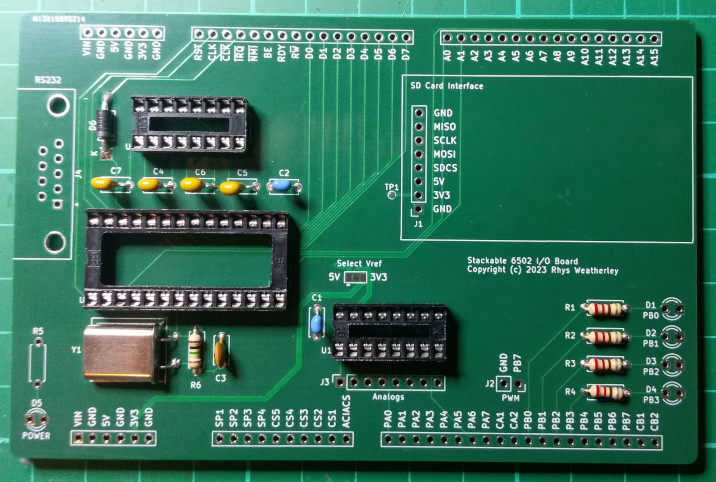 W132188RSZ14
VIN GND 5V GND 3V3 GND
RST CLK CLK IRQ NMI BE RDY RW D0 D1 D2 D3 D4 D5 D6 D7
A0 A1 A2 A3 A4 A5 A6 A7 A8 A9 A10 A11 A12 A13 A14 A15
RS232
SD Card Interface
GND
MISO
SCLK
MOSI
SDCS
5V
3V3
GND
J1
TP1
D6
K
J4
U
C7 C4 C6 C5 C2
U
Stackable 6502 I/O Board
Copyright (c) 2023 Rhys Weatherley
Select Vref
5V 3V3
C1
U1
Y1
R6
C3
R5
D5
POWER
J3
Analogs
J2
GND
PB7
PWM
R1 D1
PB0
R2 D2
PB1
R3 D3
PB2
R4 D4
PB3
VIN GND 5V GND 3V3 GND
SP1 SP2 SP3 SP4 CS5 CS4 CS3 CS2 CS1 ACIACS
PA0 PA1 PA2 PA3 PA4 PA5 PA6 PA7 CA1 CA2 PB0 PB1 PB2 PB3 PB4 PB5 PB6 PB7 CB1 CB2